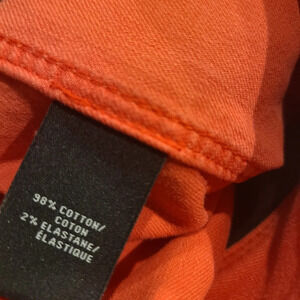 98% COTTON/
COTON
2% ELASTANE/
ÉLASTIQUE